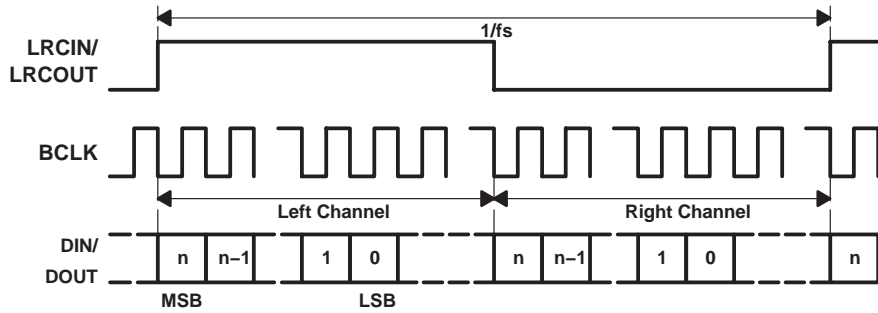 1/fs
LRCIN/
LRCOUT
BCLK
Left Channel Right Channel
DIN/
DOUT
n n–1 1 0 n n–1 1 0 n
MSB LSB